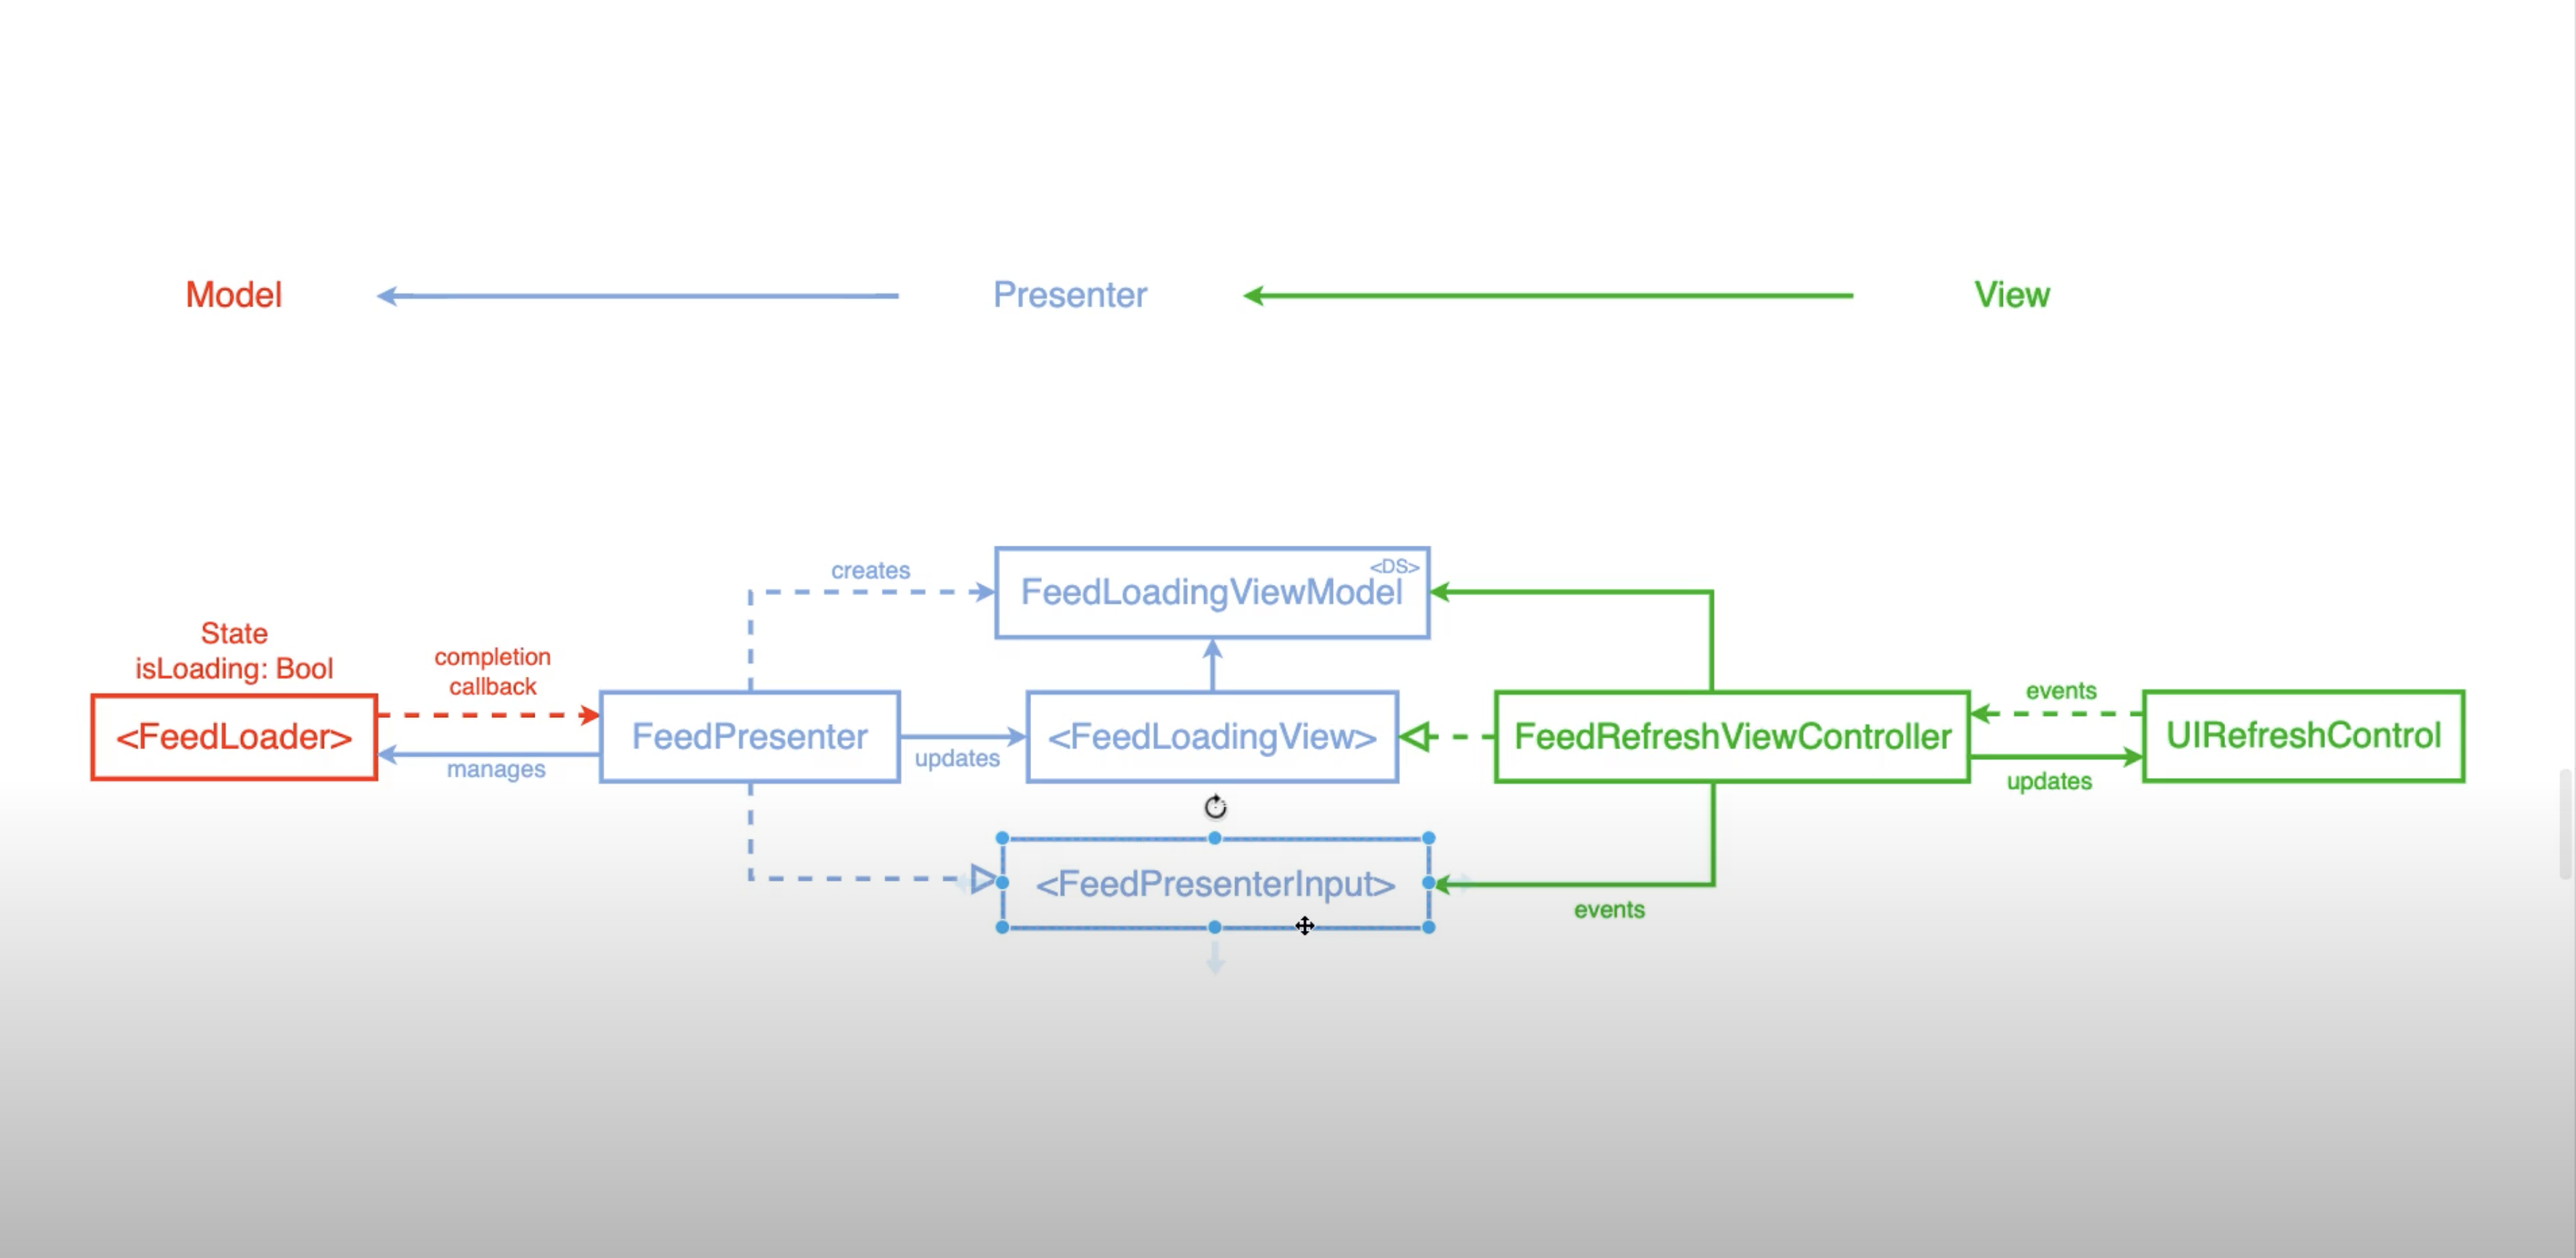 Model
Presenter
View
creates
<DS>
FeedLoadingViewModel
State
isLoading: Bool
completion
callback
<FeedLoader>
manages
FeedPresenter
updates
<FeedLoadingView>
FeedRefreshViewController
events
updates
UIRefreshControl
<FeedPresenterInput>
events